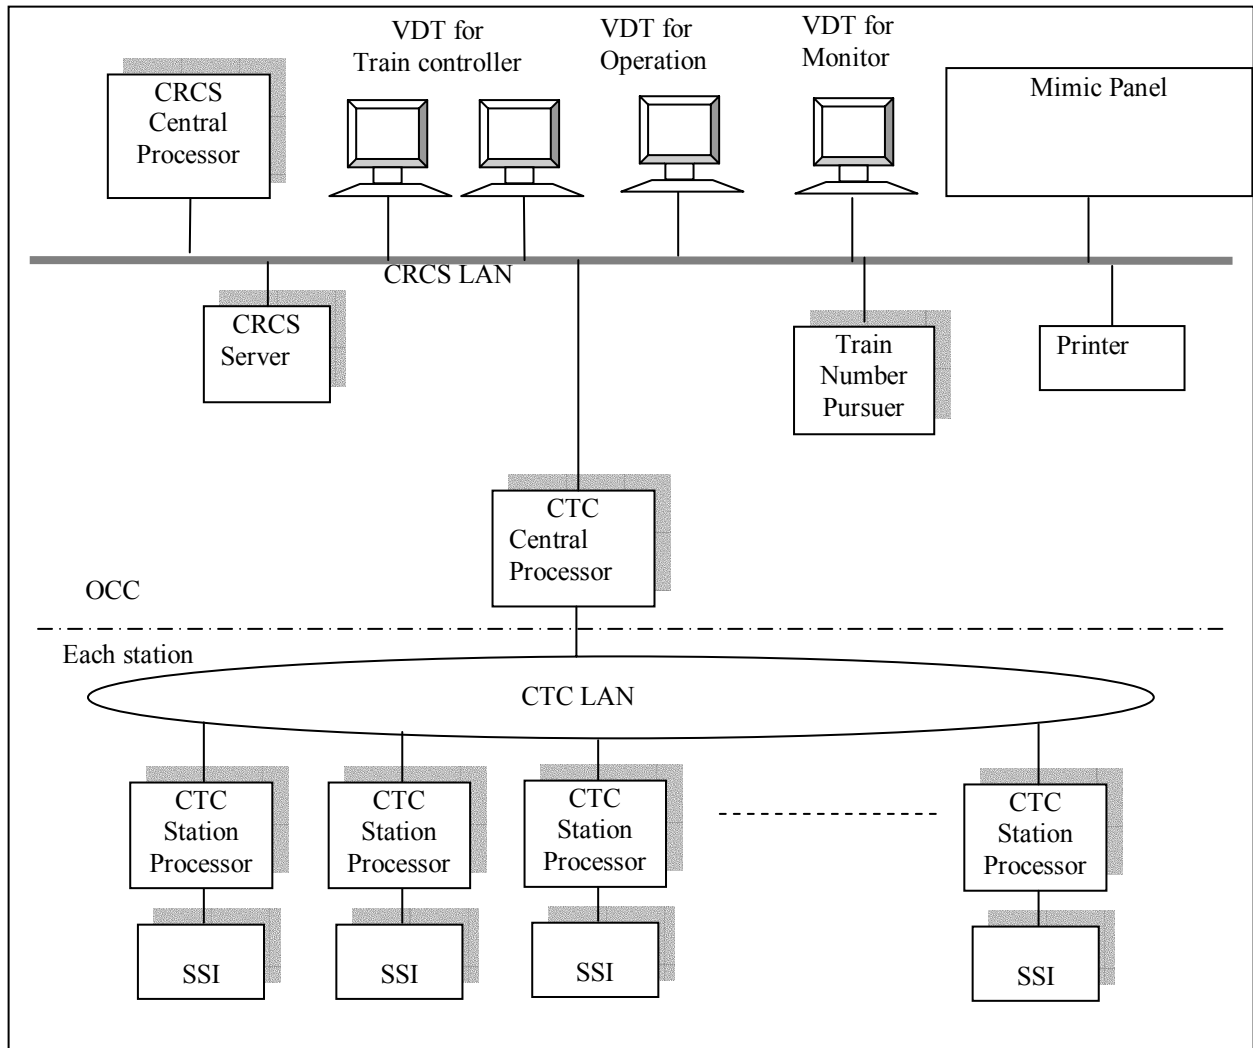 VDT for
Train controller
VDT for
Operation
VDT for
Monitor
CRCS
Central
Processor
Mimic Panel
CRCS LAN
CRCS
Server
Train
Number
Pursuer
Printer
CTC
Central
Processor
OCC
Each station
CTC LAN
CTC
Station
Processor
CTC
Station
Processor
CTC
Station
Processor
CTC
Station
Processor
SSI
SSI
SSI
SSI